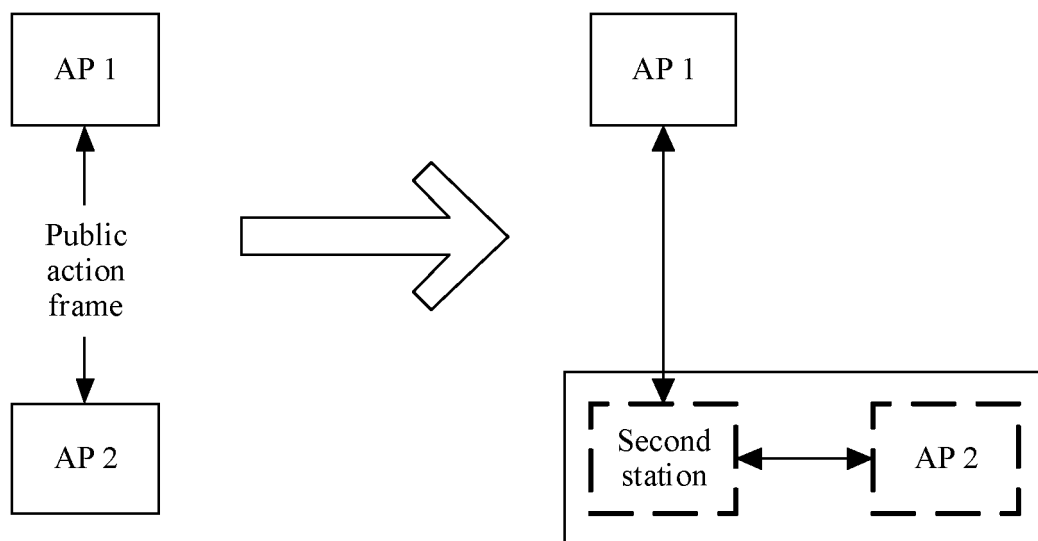 AP 1
Public
action
frame
AP 2
AP 1
Second
station
AP 2